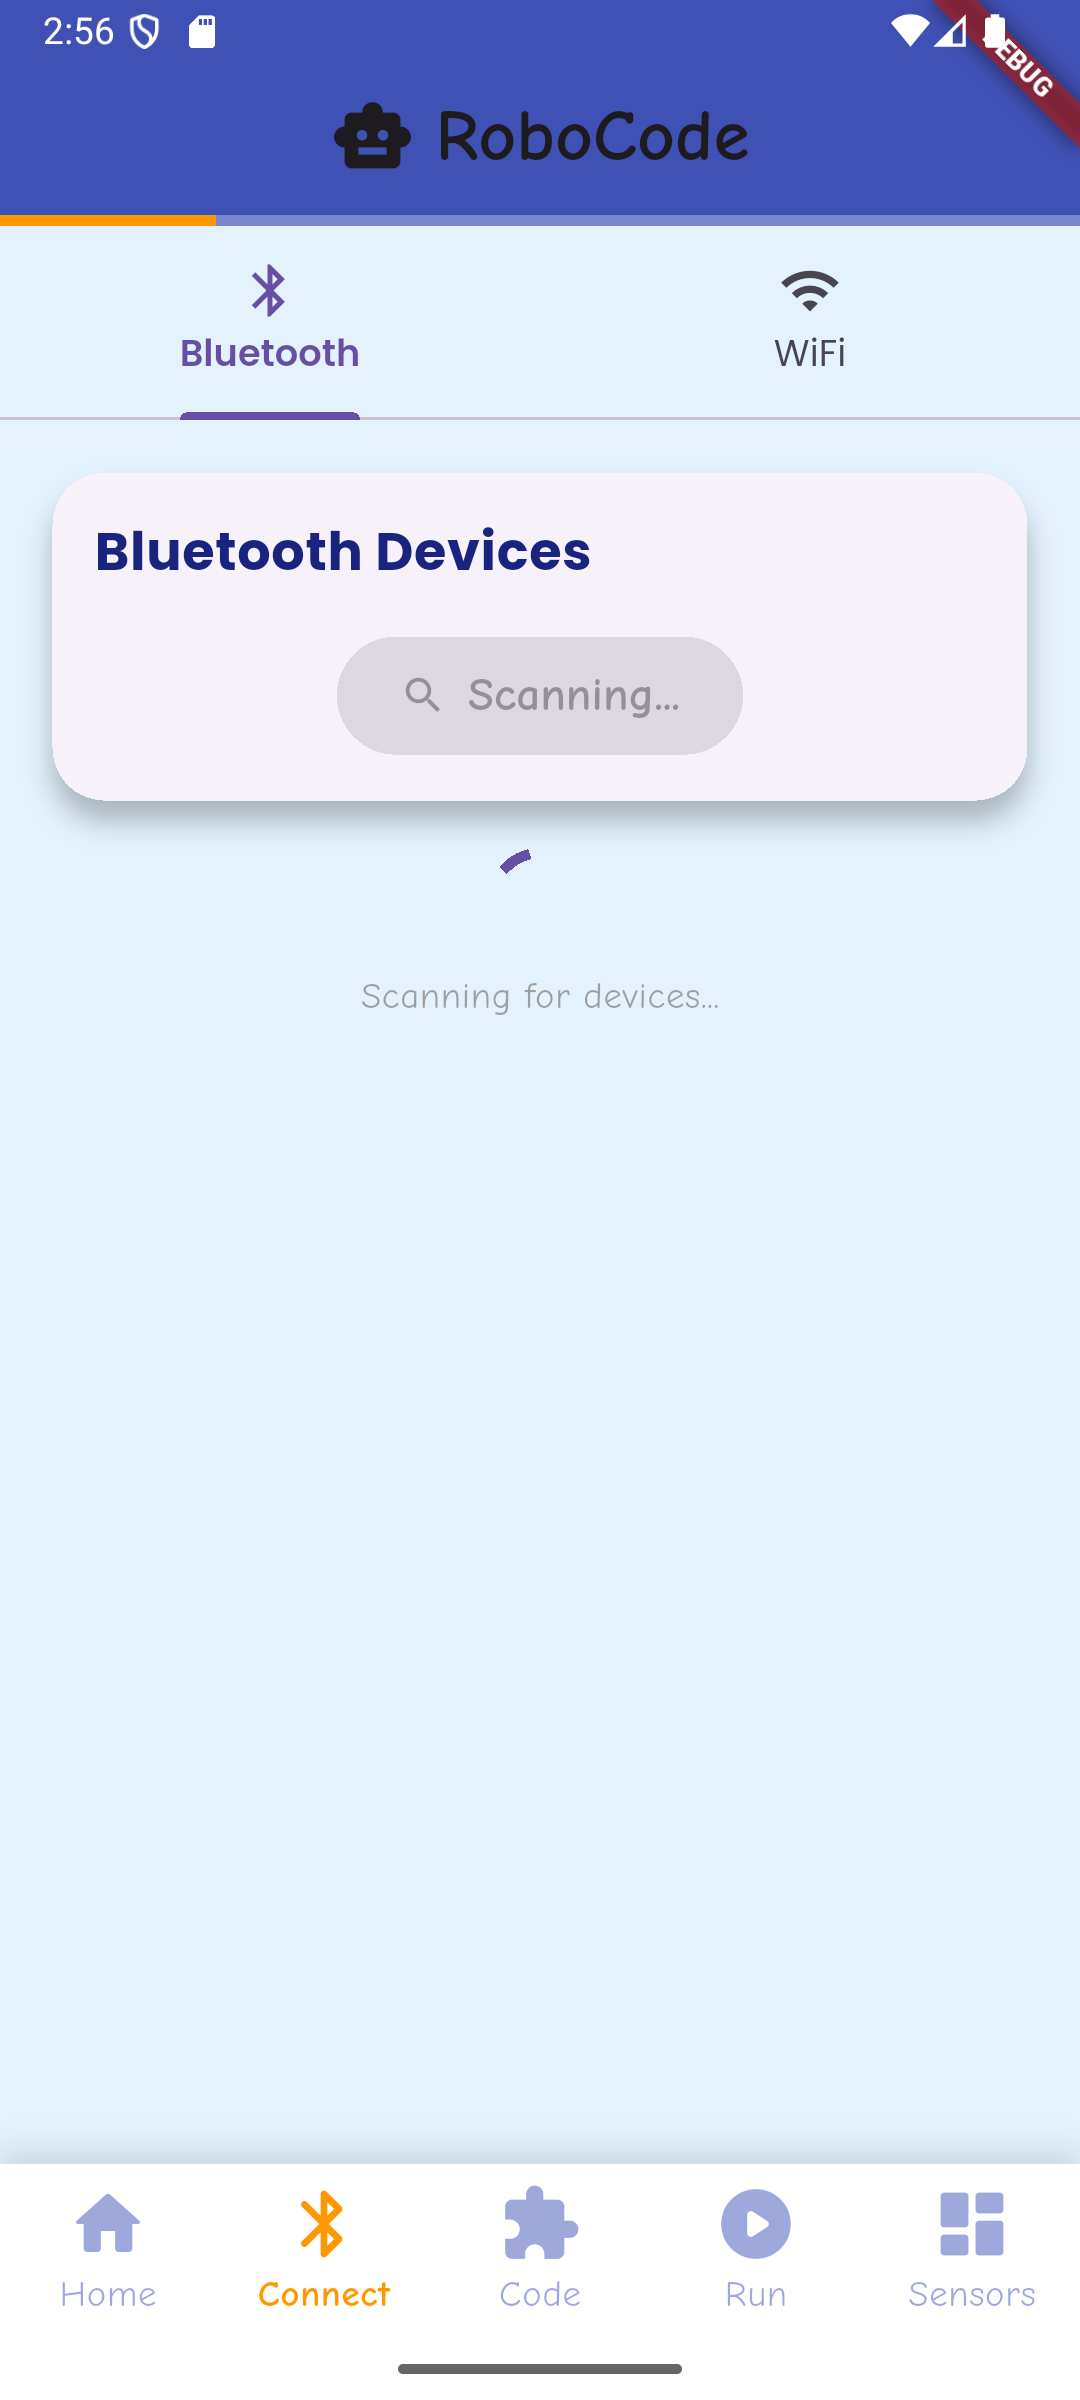 2:56
EBUG
RoboCode
Bluetooth
WiFi
Bluetooth Devices
Scanning...
Scanning for devices...
Home
Connect
Code
Run
Sensors